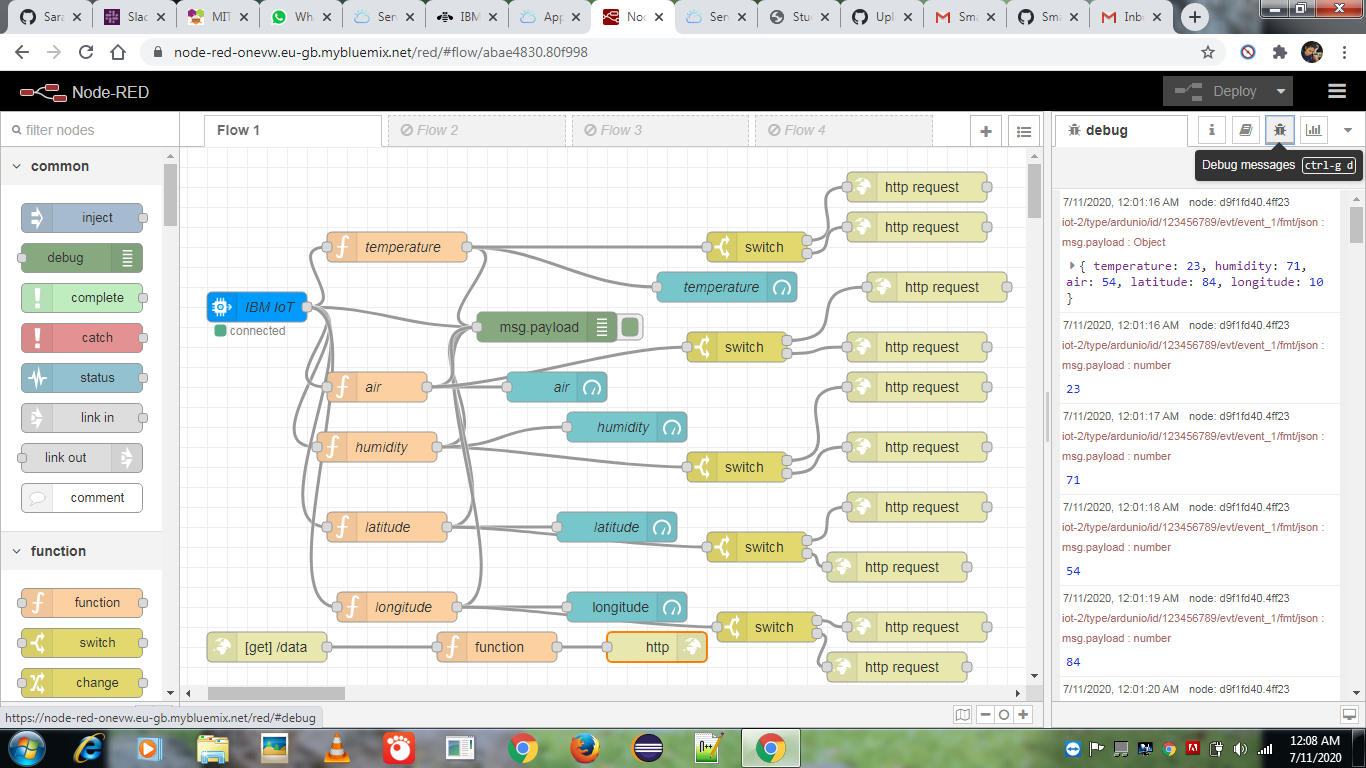 Sara
Slac
MIT
Wha
Serv
IBM
App
Noc
Serv
Stud
Upl
Sma
Sma
Inb
node-red-onevw.eu-gb.mybluemix.net/red/#flow/abae4830.80f998
Node-RED
Deploy
filter nodes
Flow 1
Flow 2
Flow 3
Flow 4
debug
i
Debug messages ctrl-g d
common
inject
debug
complete
catch
status
link in
link out
comment
function
function
switch
change
http request
http request
temperature
switch
temperature
http request
IBM IoT
connected
msg.payload
switch
http request
air
air
http request
humidity
humidity
switch
http request
latitude
latitude
http request
switch
http request
longitude
longitude
switch
http request
[get] /data
function
http
http request
7/11/2020, 12:01:16 AM node: d9f1fd40.4ff23
iot-2/type/ardunio/id/123456789/evt/event_1/fmt/json :
msg.payload : Object
{ temperature: 23, humidity: 71,
air: 54, latitude: 84, longitude: 10
}
7/11/2020, 12:01:16 AM node: d9f1fd40.4ff23
iot-2/type/ardunio/id/123456789/evt/event_1/fmt/json :
msg.payload : number
23
7/11/2020, 12:01:17 AM node: d9f1fd40.4ff23
iot-2/type/ardunio/id/123456789/evt/event_1/fmt/json :
msg.payload : number
71
7/11/2020, 12:01:18 AM node: d9f1fd40.4ff23
iot-2/type/ardunio/id/123456789/evt/event_1/fmt/json :
msg.payload : number
54
7/11/2020, 12:01:19 AM node: d9f1fd40.4ff23
iot-2/type/ardunio/id/123456789/evt/event_1/fmt/json :
msg.payload : number
84
7/11/2020, 12:01:20 AM node: d9f1fd40.4ff23
https://node-red-onevw.eu-gb.mybluemix.net/red/#debug
12:08 AM
7/11/2020